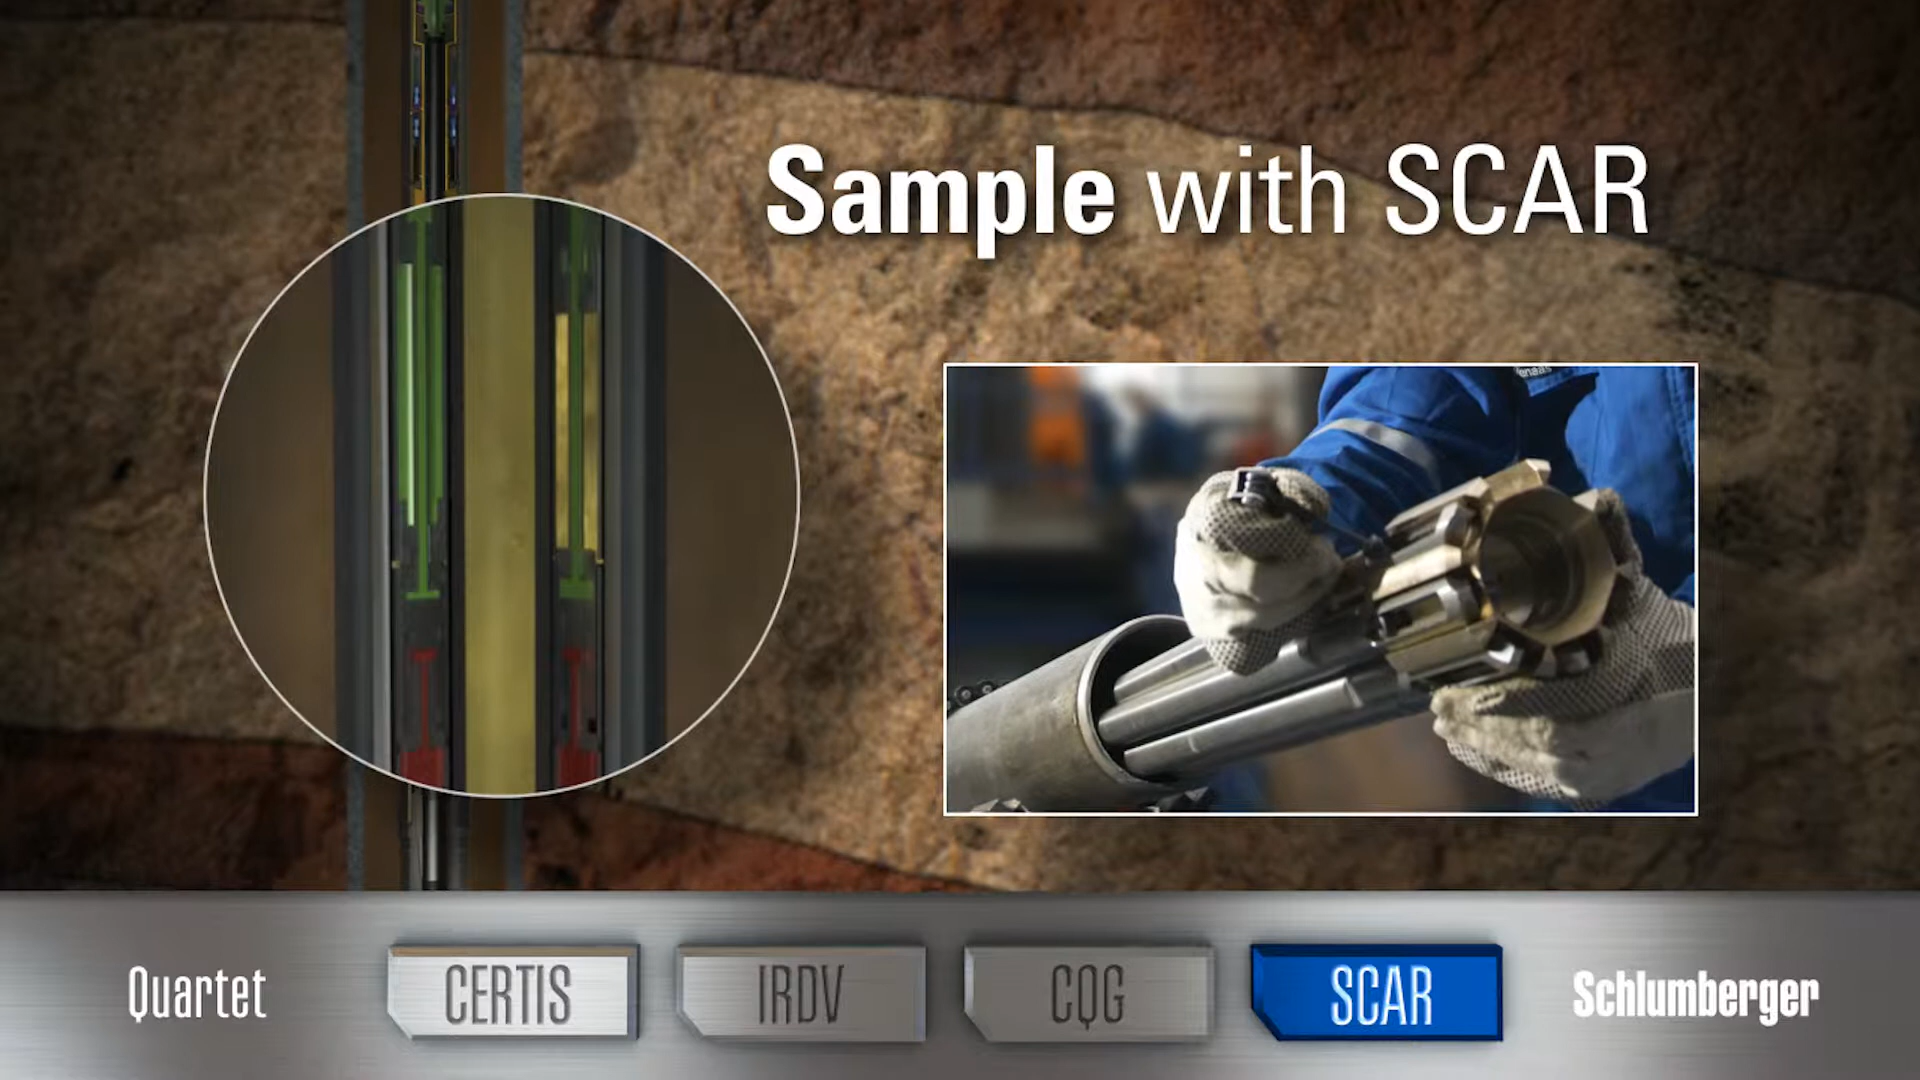 Sample with SCAR
Quartet
CERTIS
IRDV
CQG
SCAR
Schlumberger